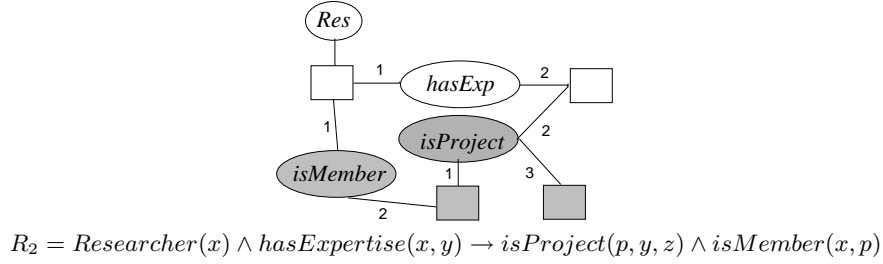 Res
1
hasExp
2
1
isProject
2
isMember
1
3
2
R₂ = Researcher(x) ∧ hasExpertise(x, y) → isProject(p, y, z) ∧ isMember(x, p)